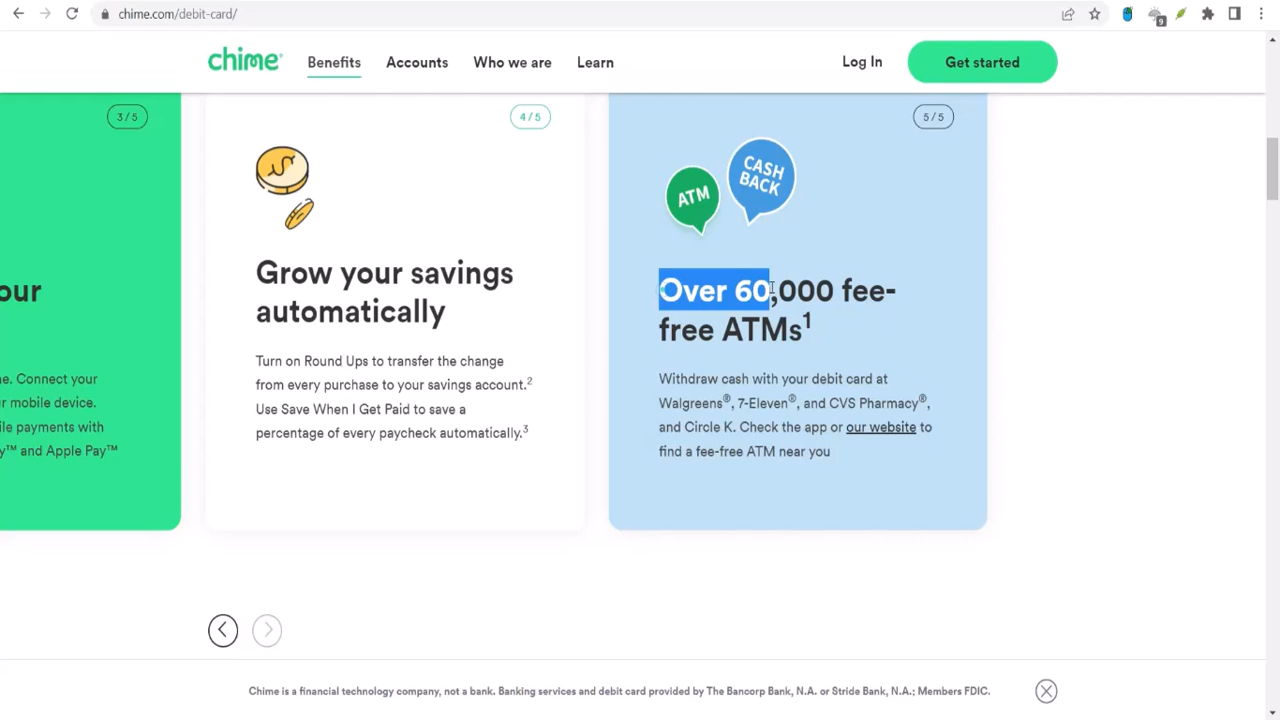 chime.com/debit-card/
9
chime®
Benefits
Accounts
Who we are
Learn
Log In
Get started
3 / 5
our
e. Connect your
r mobile device.
ile payments with
y™ and Apple Pay™
4 / 5
Grow your savings
automatically
Turn on Round Ups to transfer the change
from every purchase to your savings account.2
Use Save When I Get Paid to save a
percentage of every paycheck automatically.3
5 / 5
ATM
CASH
BACK
Over 60,000 fee-
free ATMs1
Withdraw cash with your debit card at
Walgreens®, 7-Eleven®, and CVS Pharmacy®,
and Circle K. Check the app or our website to
find a fee-free ATM near you
Chime is a financial technology company, not a bank. Banking services and debit card provided by The Bancorp Bank, N.A. or Stride Bank, N.A.; Members FDIC.